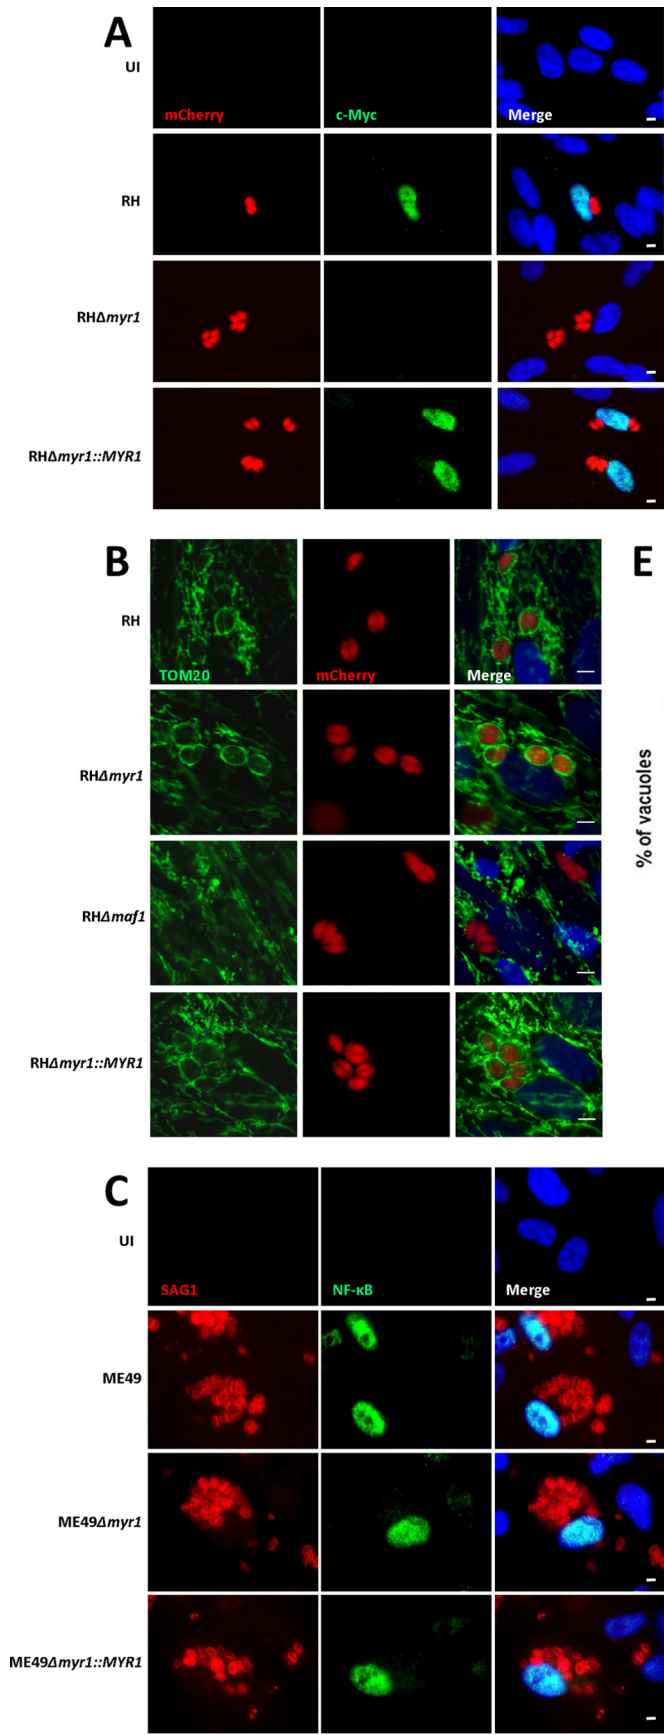 A
UI
mCherry
c-Myc
Merge
RH
RHΔmyr1
RHΔmyr1::MYR1
B
E
RH
TOM20
mCherry
Merge
RHΔmyr1
% of vacuoles
RHΔmaf1
RHΔmyr1::MYR1
C
UI
SAG1
NF-κB
Merge
ME49
ME49Δmyr1
ME49Δmyr1::MYR1